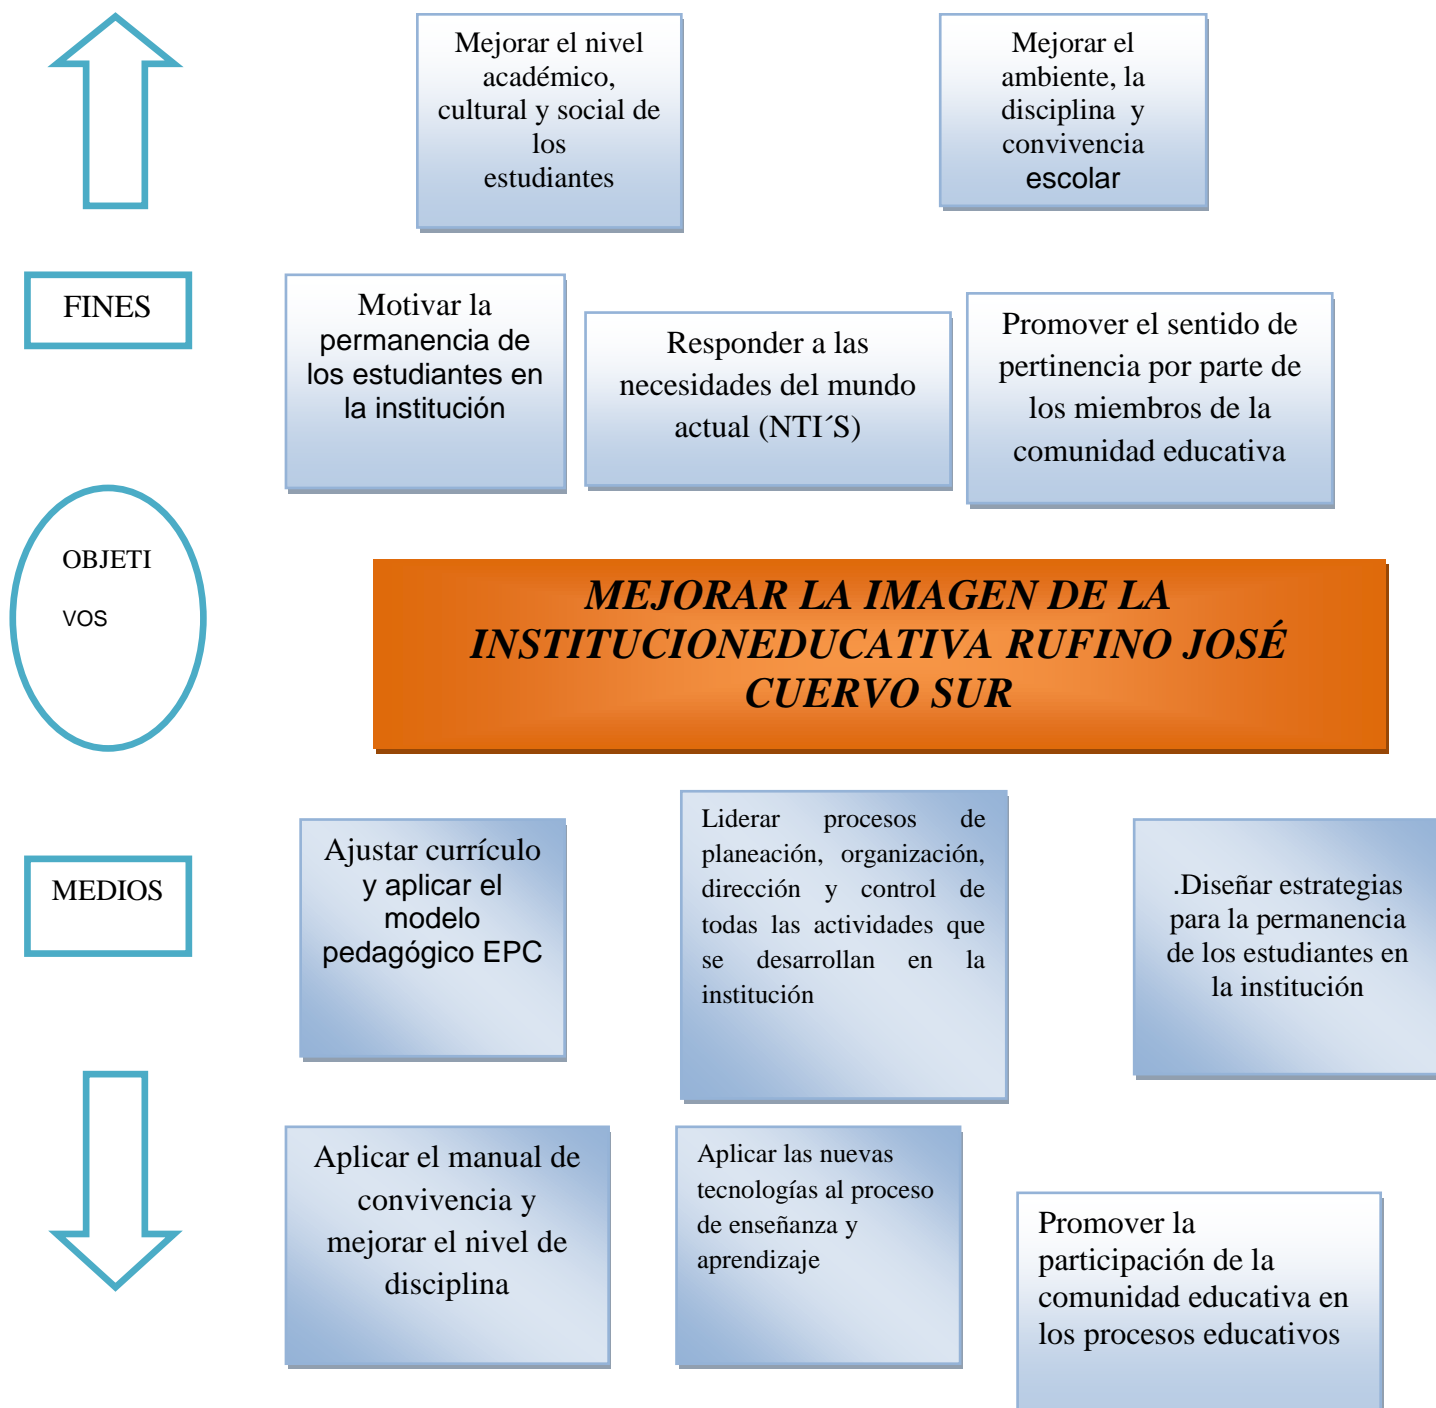 Mejorar el nivel
académico,
cultural y social de
los
estudiantes
Mejorar el
ambiente, la
disciplina y
convivencia
escolar
FINES
Motivar la
permanencia de
los estudiantes en
la institución
Responder a las
necesidades del mundo
actual (NTI´S)
Promover el sentido de
pertinencia por parte de
los miembros de la
comunidad educativa
OBJETI
VOS
MEJORAR LA IMAGEN DE LA
INSTITUCIONEDUCATIVA RUFINO JOSÉ
CUERVO SUR
MEDIOS
Ajustar currículo
y aplicar el
modelo
pedagógico EPC
Liderar procesos de
planeación, organización,
dirección y control de
todas las actividades que
se desarrollan en la
institución
.Diseñar estrategias
para la permanencia
de los estudiantes en
la institución
Aplicar el manual de
convivencia y
mejorar el nivel de
disciplina
Aplicar las nuevas
tecnologías al proceso
de enseñanza y
aprendizaje
Promover la
participación de la
comunidad educativa en
los procesos educativos